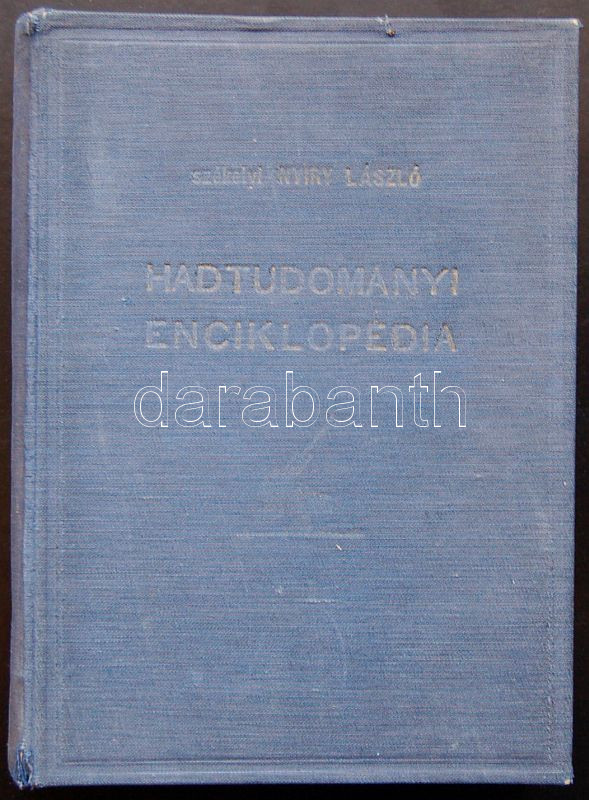 székelyi NYIRY LÁSZLÓ
HADTUDOMÁNYI
ENCIKLOPÉDIA
darabanth